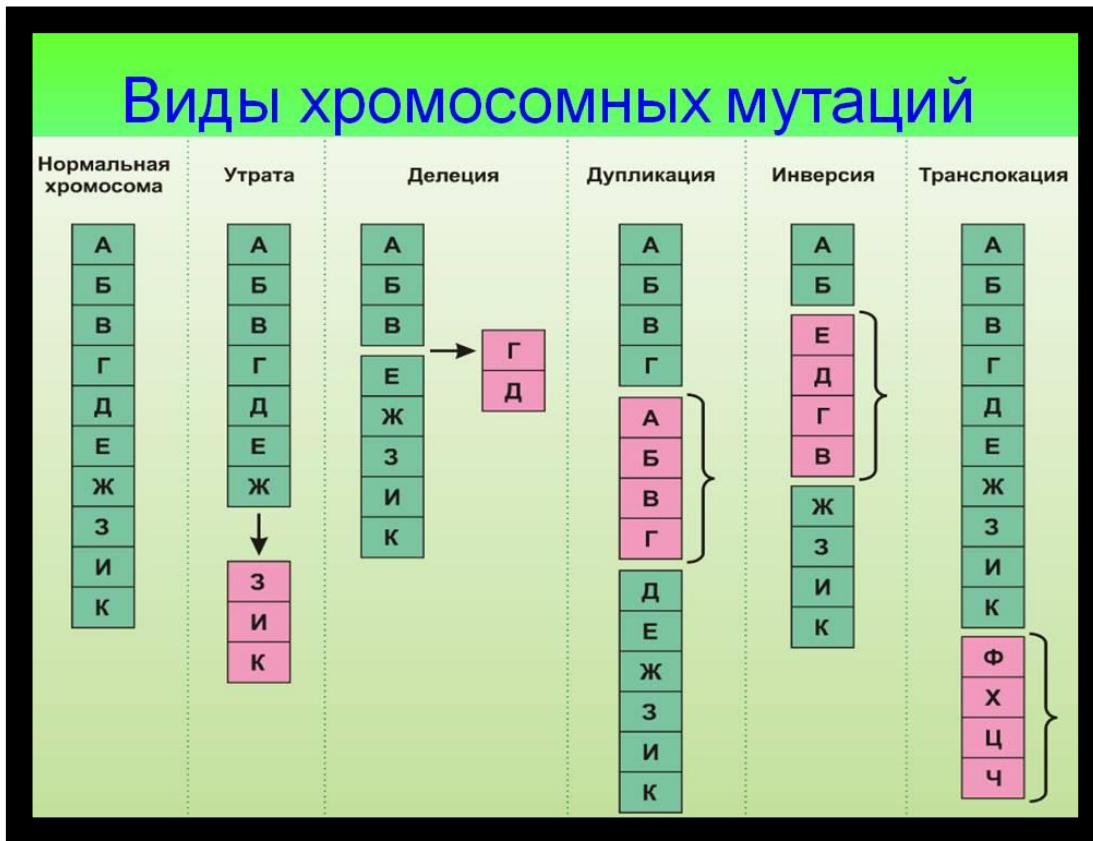 Виды хромосомных мутаций
Нормальная
хромосома
А
Б
В
Г
Д
Е
Ж
З
И
К
Утрата
А
Б
В
Г
Д
Е
Ж
З
И
К
Делеция
А
Б
В
Е
Ж
З
И
К
Г
Д
Дупликация
А
Б
В
Г
А
Б
В
Г
Д
Е
Ж
З
И
К
Инверсия
А
Б
Е
Д
Г
В
Ж
З
И
К
Транслокация
А
Б
В
Г
Д
Е
Ж
З
И
К
Ф
Х
Ц
Ч